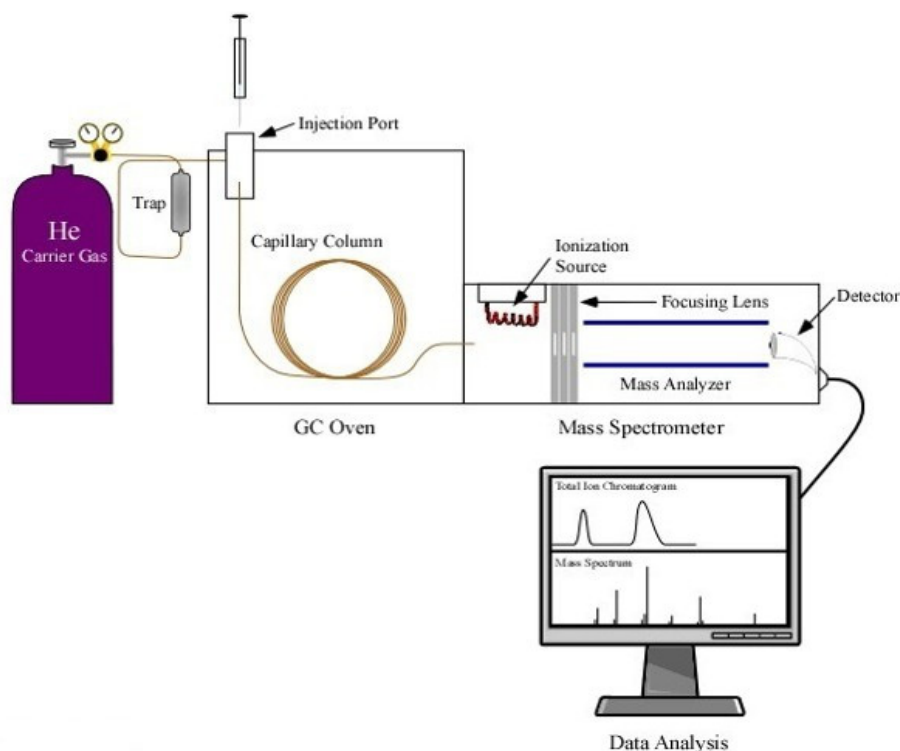 Injection Port
Trap
He
Carrier Gas
Capillary Column
Ionization
Source
Focusing Lens
Detector
Mass Analyzer
GC Oven
Mass Spectrometer
Total Ion Chromatogram
Mass Spectrum
Data Analysis